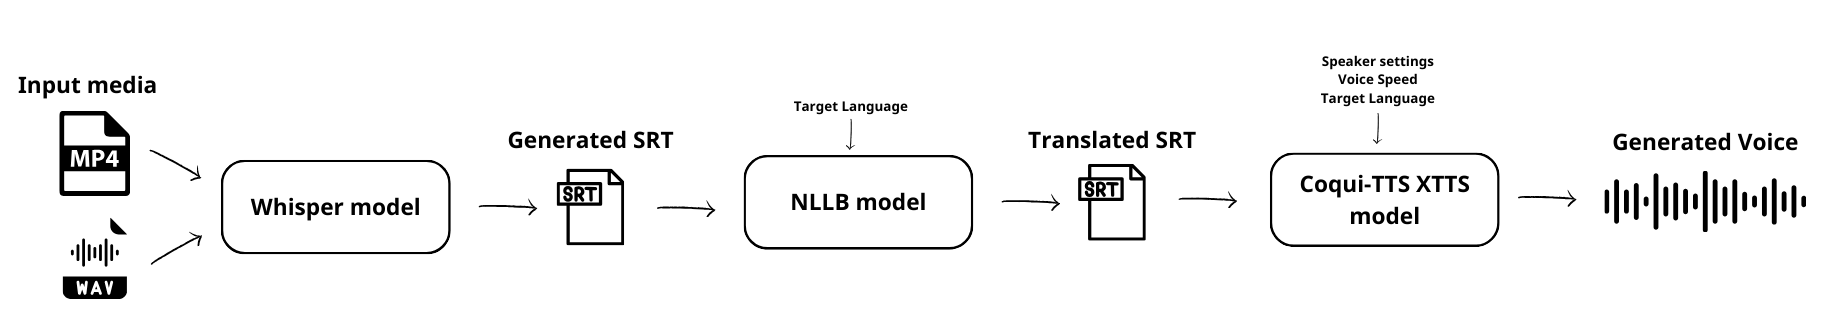 Input media
MP4
WAV
Whisper model
Generated SRT
SRT
Target Language
NLLB model
Translated SRT
SRT
Speaker settings
Voice Speed
Target Language
Coqui-TTS XTTS
model
Generated Voice